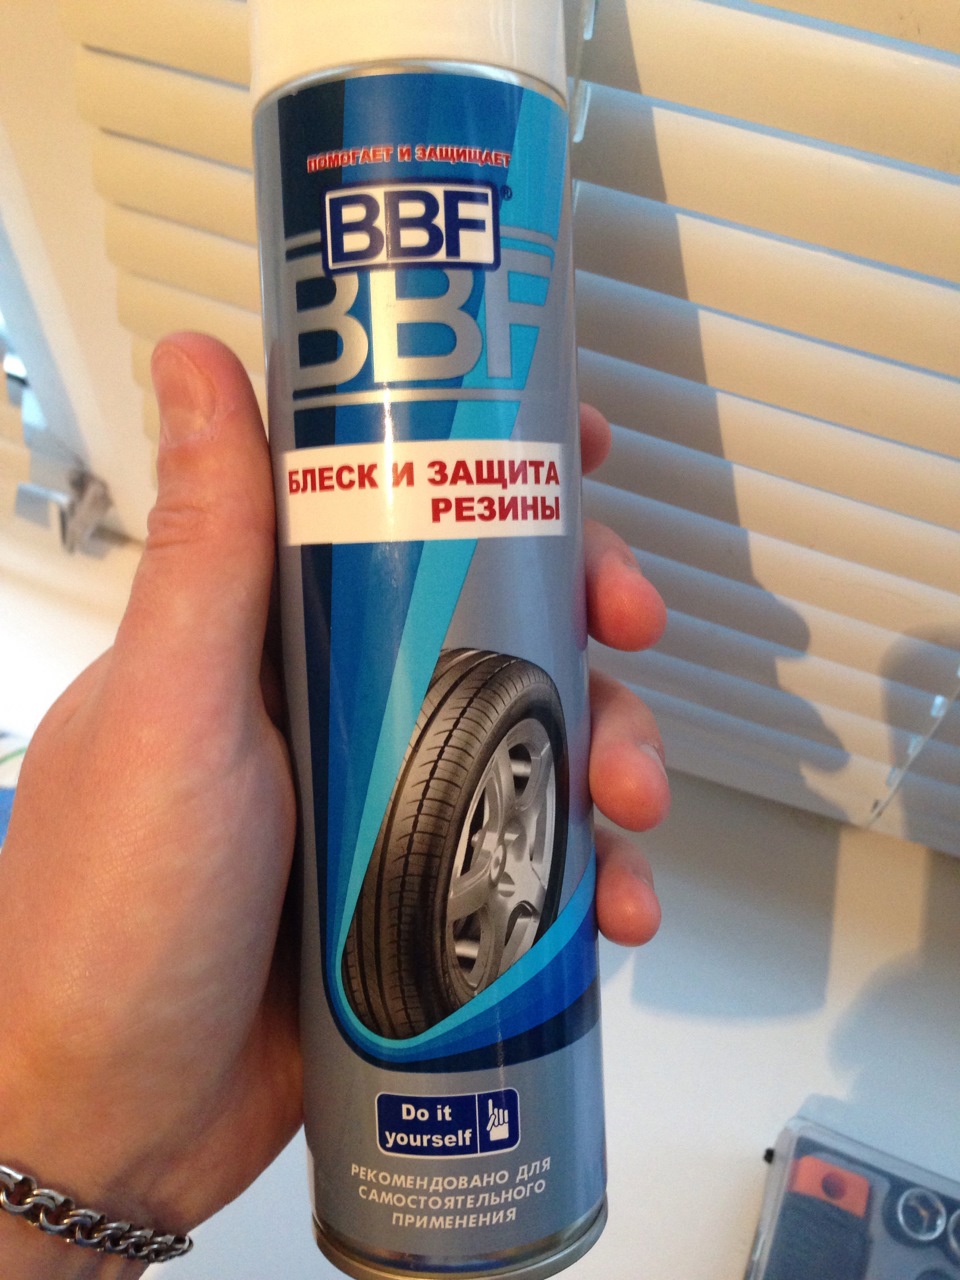 ПОМОГАЕТ И ЗАЩИЩАЕТ
BBF®
BBF
БЛЕСК И ЗАЩИТА
РЕЗИНЫ
Do it
yourself
РЕКОМЕНДОВАНО ДЛЯ
САМОСТОЯТЕЛЬНОГО
ПРИМЕНЕНИЯ